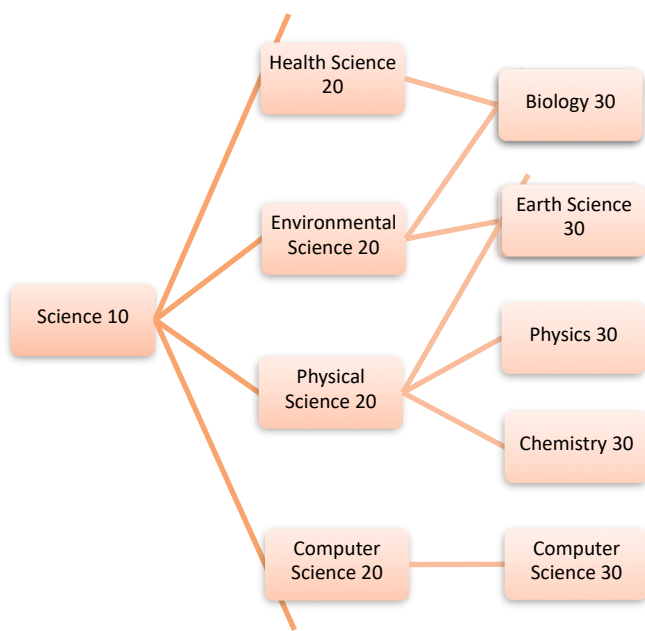 Health Science
20
Biology 30
Environmental
Science 20
Earth Science
30
Science 10
Physics 30
Physical
Science 20
Chemistry 30
Computer
Science 20
Computer
Science 30